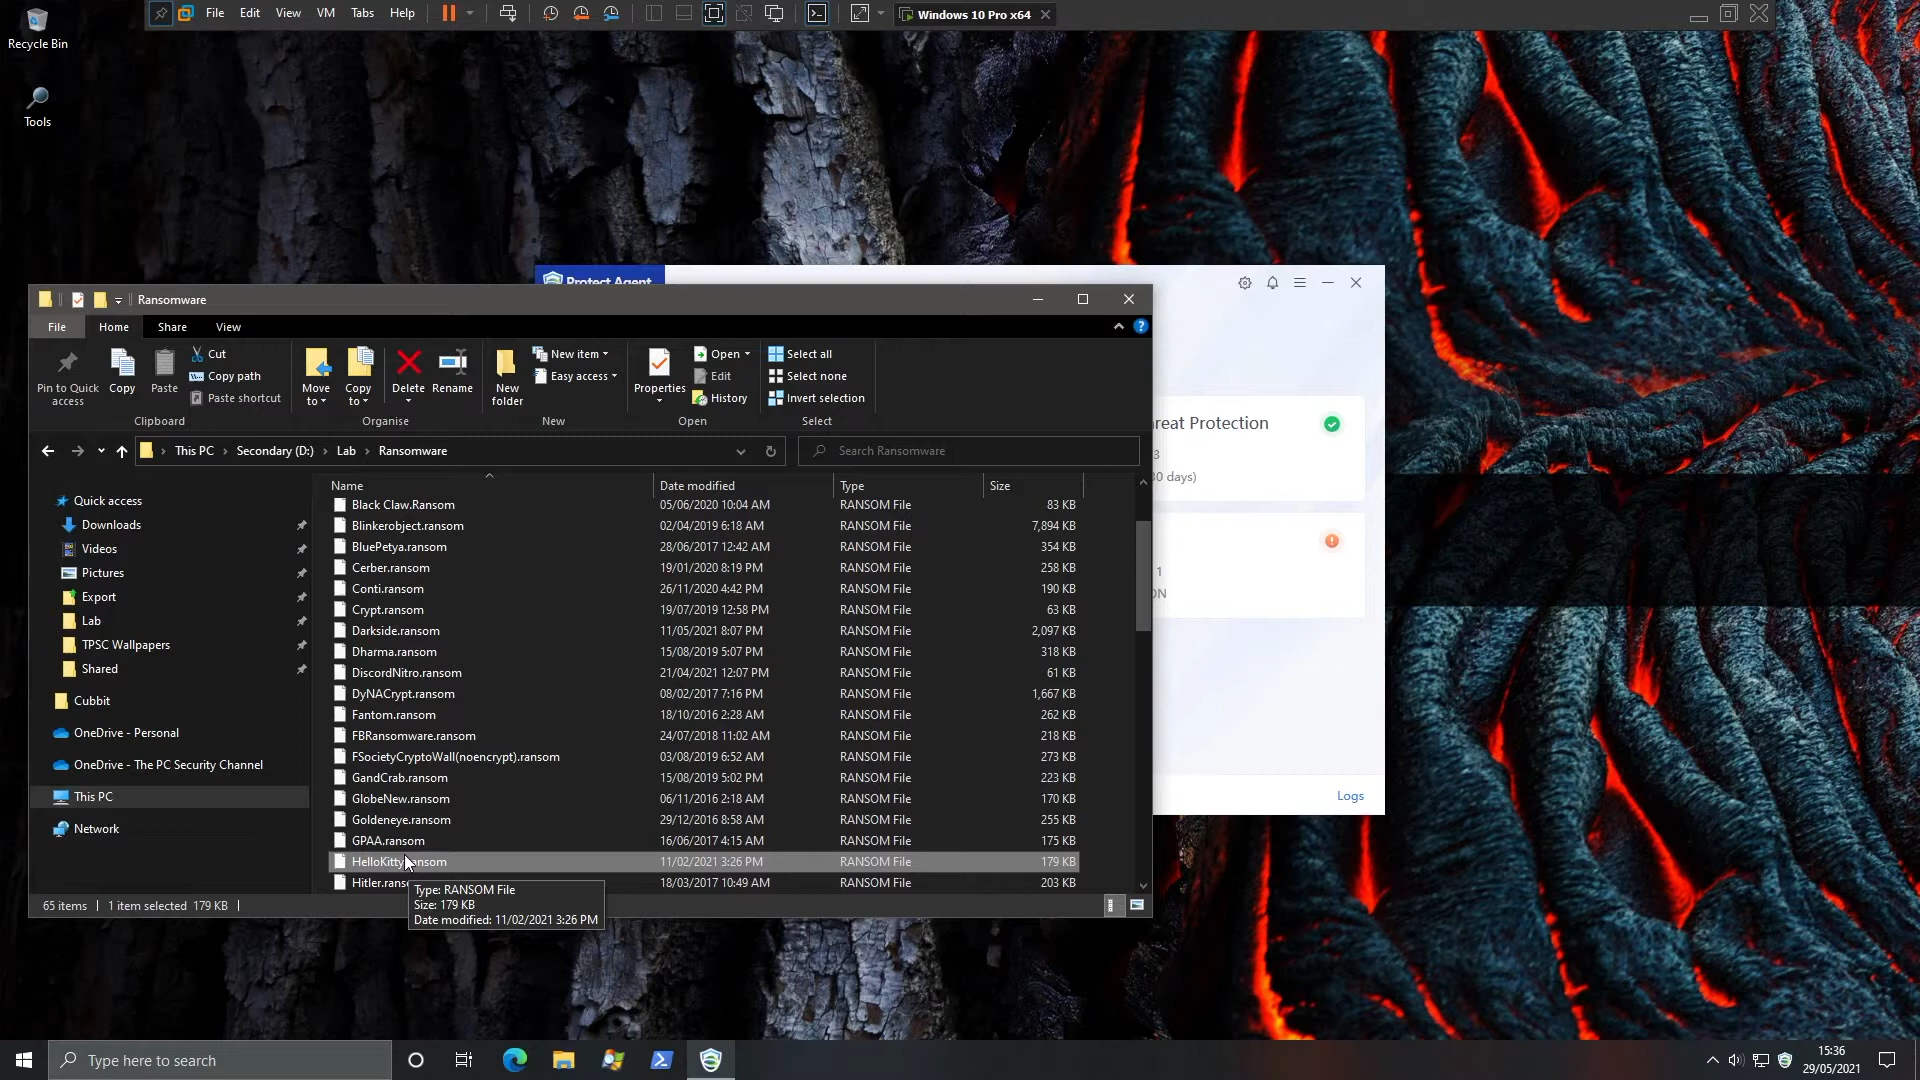 Recycle Bin
Tools
File Edit View VM Tabs Help
Windows 10 Pro x64
Protect Agent
Ransomware
File Home Share View
Pin to Quick access
Copy
Paste
Cut
Copy path
Paste shortcut
Move to
Copy to
Delete
Rename
New folder
New item
Easy access
Properties
Open
Edit
History
Select all
Select none
Invert selection
Clipboard Organise New Open Select
This PC Secondary (D:) Lab Ransomware
Search Ransomware
Quick access
Downloads
Videos
Pictures
Export
Lab
TPSC Wallpapers
Shared
Cubbit
OneDrive - Personal
OneDrive - The PC Security Channel
This PC
Network
Name Date modified Type Size
Black Claw.Ransom 05/06/2020 10:04 AM RANSOM File 83 KB
Blinkerobject.ransom 02/04/2019 6:18 AM RANSOM File 7,894 KB
BluePetya.ransom 28/06/2017 12:42 AM RANSOM File 354 KB
Cerber.ransom 19/01/2020 8:19 PM RANSOM File 258 KB
Conti.ransom 26/11/2020 4:42 PM RANSOM File 190 KB
Crypt.ransom 19/07/2019 12:58 PM RANSOM File 63 KB
Darkside.ransom 11/05/2021 8:07 PM RANSOM File 2,097 KB
Dharma.ransom 15/08/2019 5:07 PM RANSOM File 318 KB
DiscordNitro.ransom 21/04/2021 12:07 PM RANSOM File 61 KB
DyNACrypt.ransom 08/02/2017 7:16 PM RANSOM File 1,667 KB
Fantom.ransom 18/10/2016 2:28 AM RANSOM File 262 KB
FBRansomware.ransom 24/07/2018 11:02 AM RANSOM File 218 KB
FSocietyCryptoWall(noencrypt).ransom 03/08/2019 6:52 AM RANSOM File 273 KB
GandCrab.ransom 15/08/2019 5:02 PM RANSOM File 223 KB
GlobeNew.ransom 06/11/2016 2:18 AM RANSOM File 170 KB
Goldeneye.ransom 29/12/2016 8:58 AM RANSOM File 255 KB
GPAA.ransom 16/06/2017 4:15 AM RANSOM File 175 KB
HelloKitty.ransom 11/02/2021 3:26 PM RANSOM File 179 KB
Hitler.ranso 18/03/2017 10:49 AM RANSOM File 203 KB
Type: RANSOM File
Size: 179 KB
Date modified: 11/02/2021 3:26 PM
65 items 1 item selected 179 KB
reat Protection
3
30 days)
1
ON
Logs
Type here to search
15:36
29/05/2021